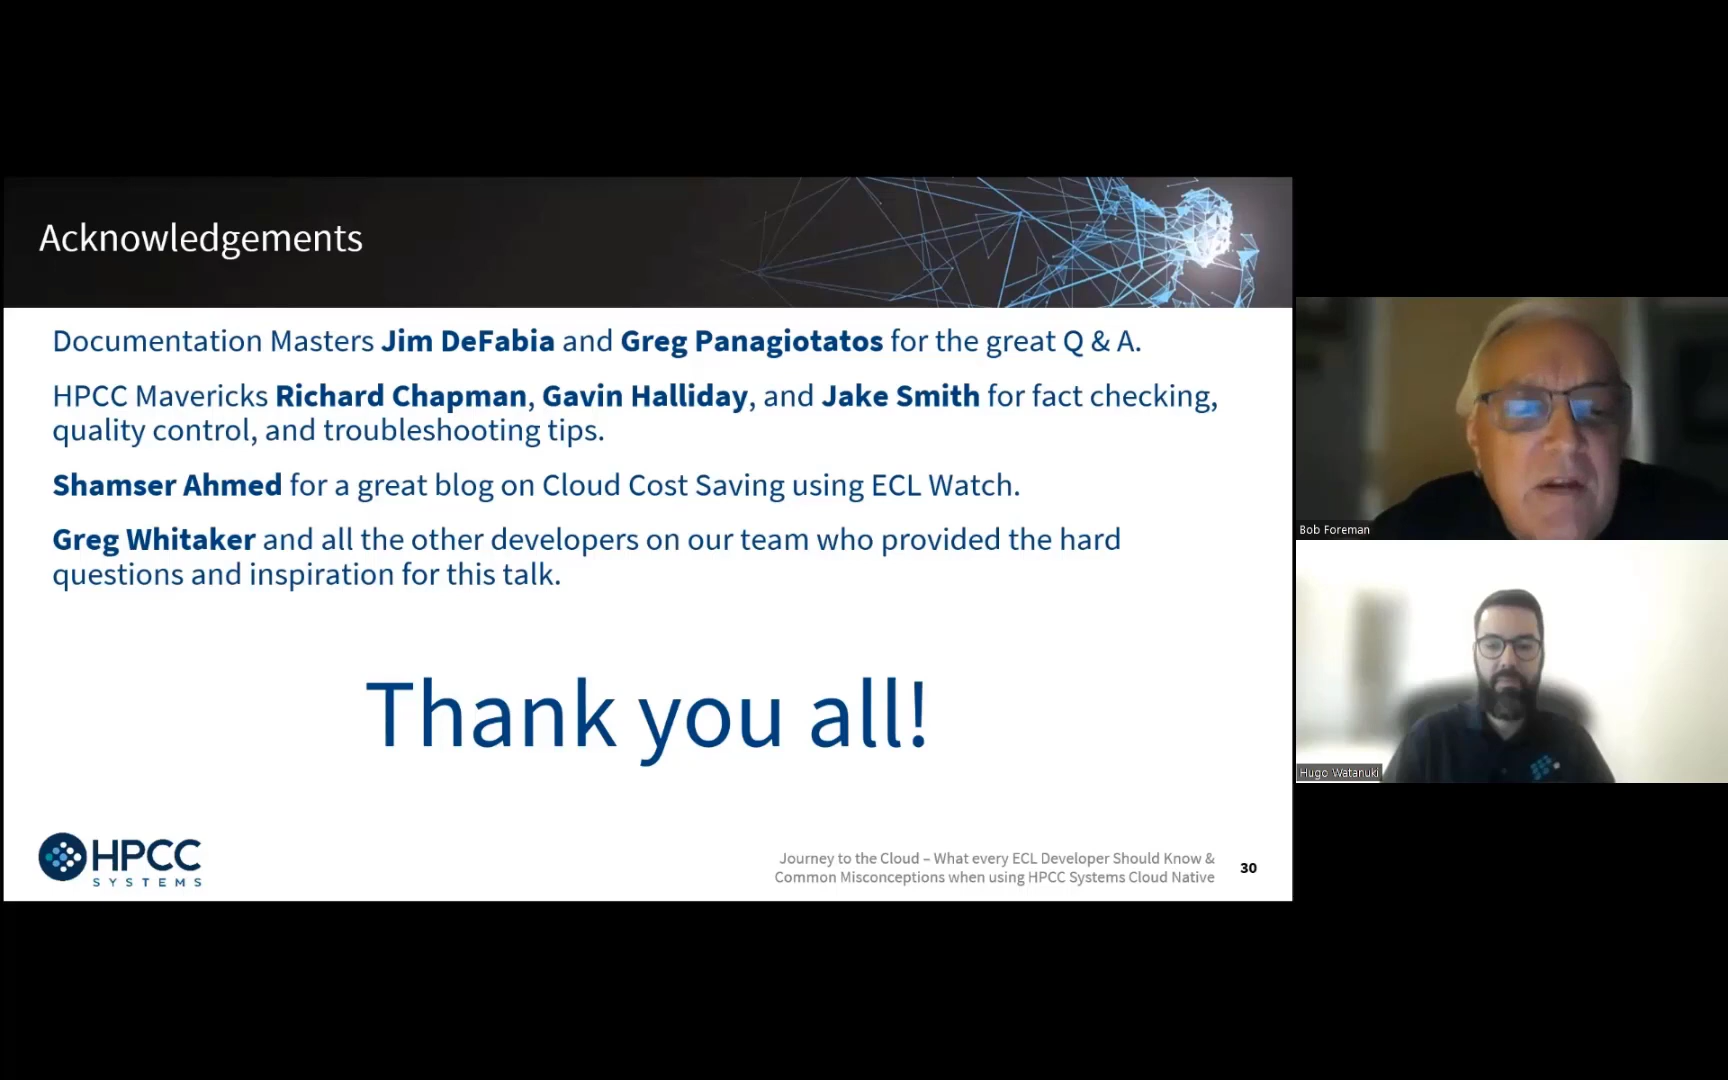 Acknowledgements
Documentation Masters Jim DeFabia and Greg Panagiotatos for the great Q & A.
HPCC Mavericks Richard Chapman, Gavin Halliday, and Jake Smith for fact checking,
quality control, and troubleshooting tips.
Shamser Ahmed for a great blog on Cloud Cost Saving using ECL Watch.
Greg Whitaker and all the other developers on our team who provided the hard
questions and inspiration for this talk.
Thank you all!
HPCC
SYSTEMS
Journey to the Cloud – What every ECL Developer Should Know &
Common Misconceptions when using HPCC Systems Cloud Native
30
Bob Foreman
Hugo Watanuki